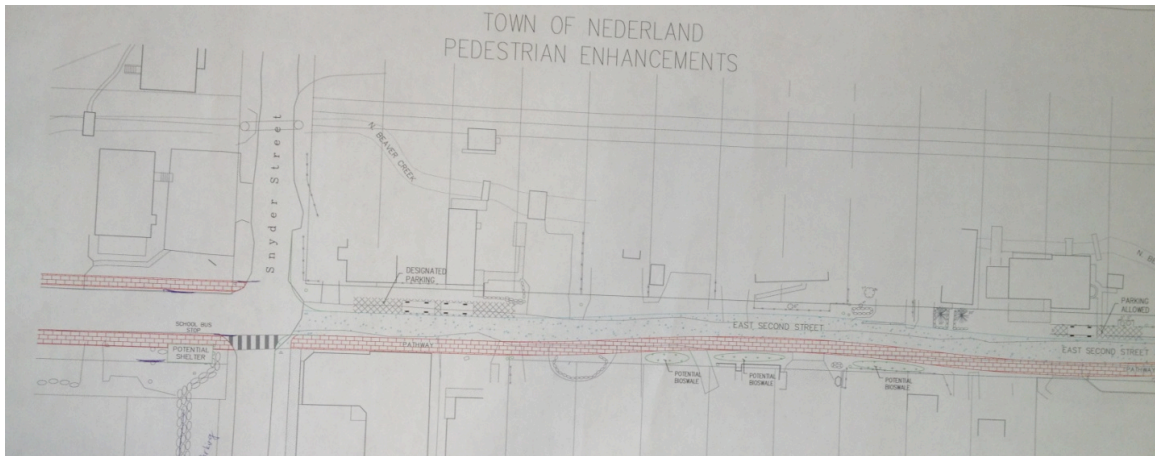 TOWN OF NEDERLAND
PEDESTRIAN ENHANCEMENTS
Snyder Street
N. BEAVER CREEK
DESIGNATED
PARKING
SCHOOL BUS
STOP
POTENTIAL
SHELTER
PATHWAY
EAST SECOND STREET
POTENTIAL
BIOSWALE
POTENTIAL
BIOSWALE
POTENTIAL
BIOSWALE
PARKING
ALLOWED
EAST SECOND STREET
PATHWAY
N. BE